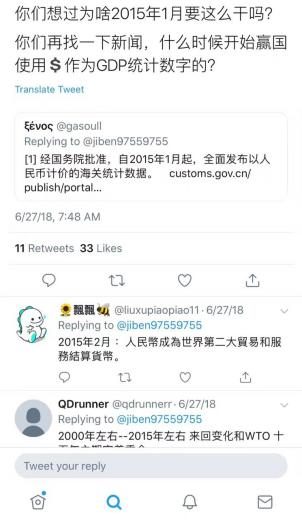 你们想过为啥2015年1月要这么干吗?
你们再找一下新闻，什么时候开始赢国
使用＄作为GDP统计数字的?
Translate Tweet
ξένος @gasoull
Replying to @jiben97559755
[1] 经国务院批准，自2015年1月起，全面发布以人
民币计价的海关统计数据。 customs.gov.cn/
publish/portal...
6/27/18, 7:48 AM
11 Retweets 33 Likes
🌻飄飄🐝 @liuxupiaopiao11 · 6/27/18
Replying to @jiben97559755
2015年2月： 人民幣成為世界第二大貿易和服
務結算貨幣。
QDrunner @qdrunnerr · 6/27/18
Replying to @jiben97559755
2000年左右--2015年左右 来回变化和WTO 十
Tweet your reply